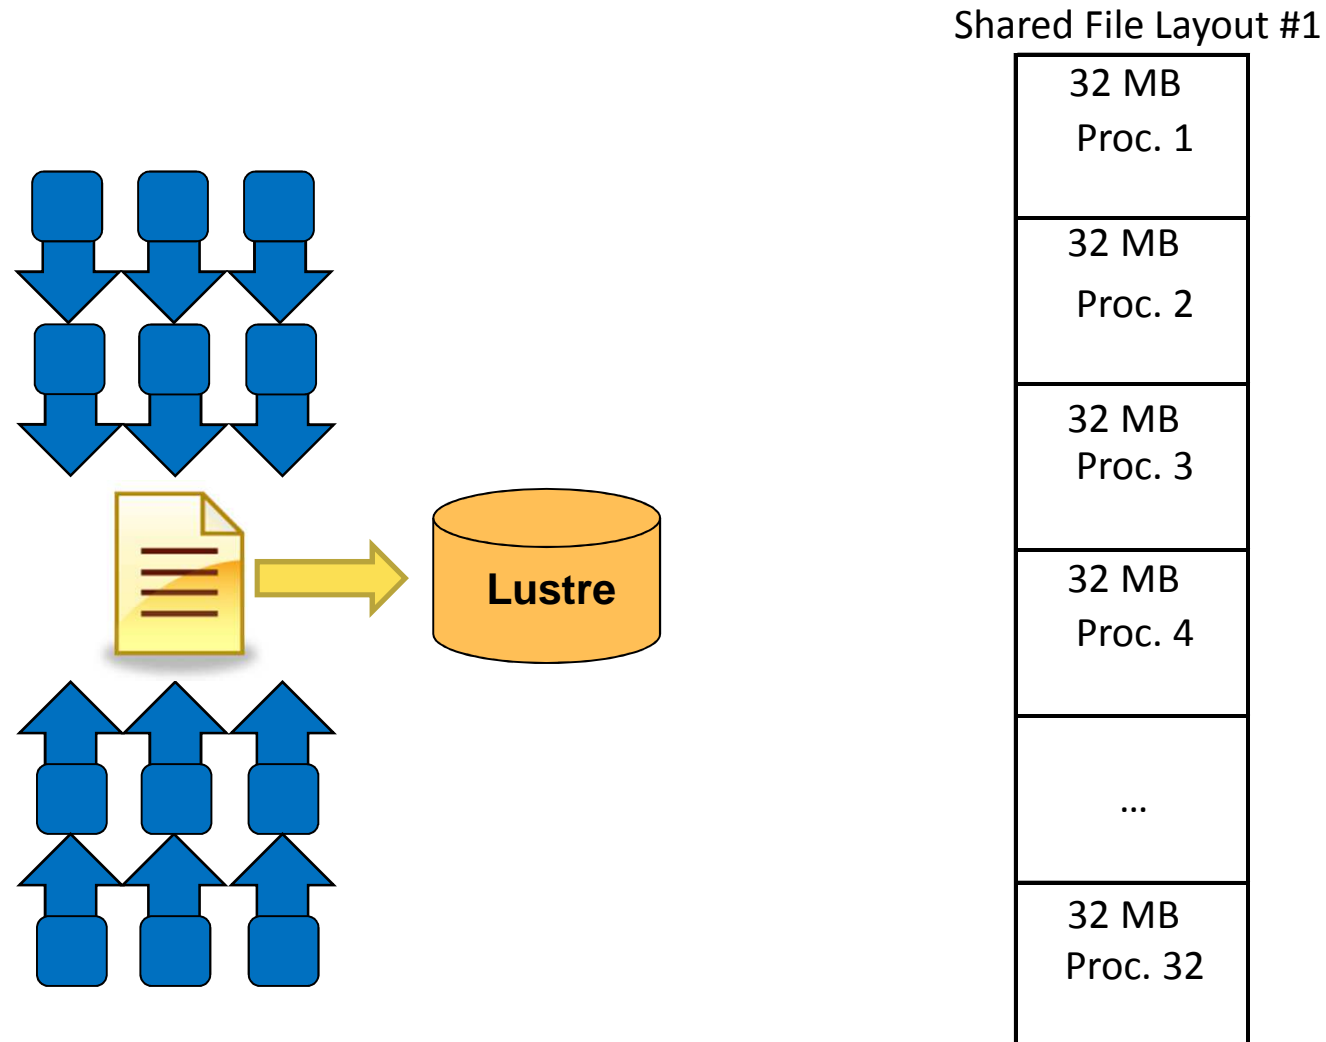 Shared File Layout #1
32 MB
Proc. 1
32 MB
Proc. 2
32 MB
Proc. 3
Lustre
32 MB
Proc. 4
…
32 MB
Proc. 32